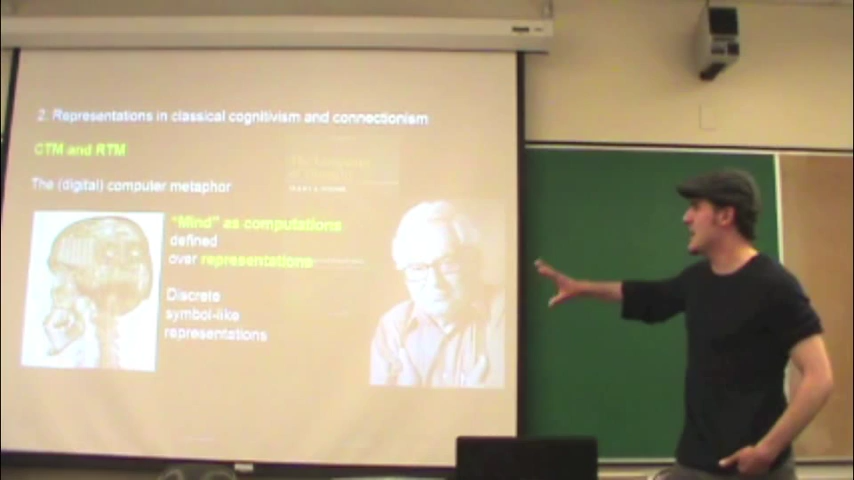 2. Representations in classical cognitivism and connectionism
CTM and RTM
The (digital) computer metaphor
"Mind" as computations
defined
over representations
Discrete
symbol-like
representations